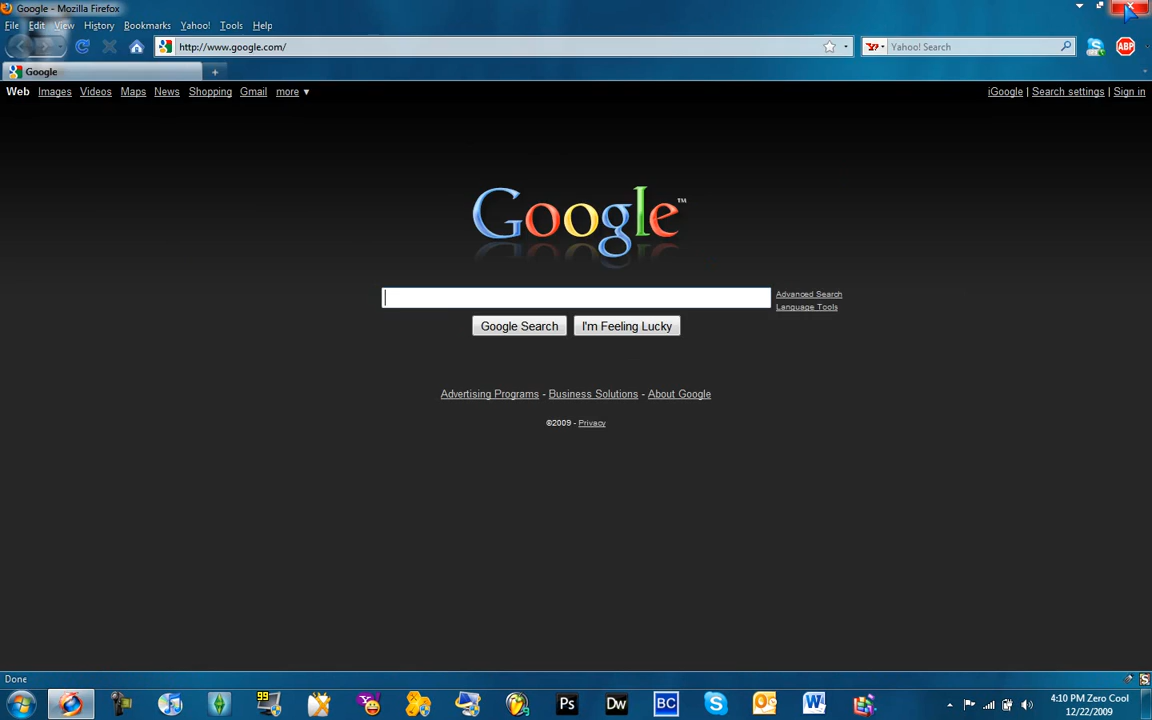 Google - Mozilla Firefox
File Edit View History Bookmarks Yahoo! Tools Help
http://www.google.com/ Y! Yahoo! Search ABP
Google
Web Images Videos Maps News Shopping Gmail more ▼ iGoogle | Search settings | Sign in
Google™
Advanced Search
Language Tools
Google Search I'm Feeling Lucky
Advertising Programs - Business Solutions - About Google
©2009 - Privacy
Done S
99 Ps Dw BC S W 4:10 PM Zero Cool
12/22/2009